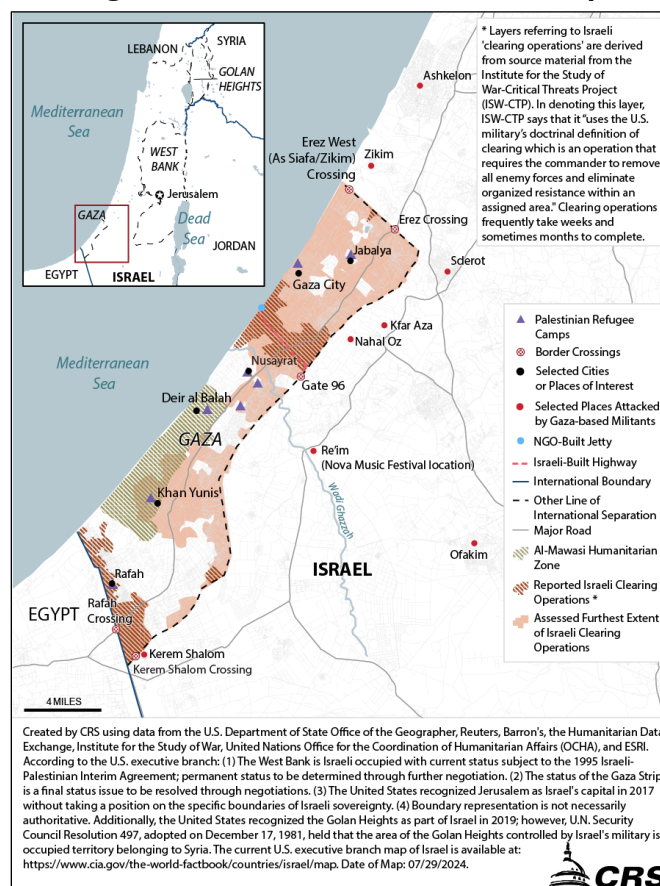 LEBANON
SYRIA
GOLAN
HEIGHTS
Mediterranean
Sea
WEST
BANK
Jerusalem
GAZA
Dead
Sea
JORDAN
EGYPT
ISRAEL
* Layers referring to Israeli
'clearing operations' are derived
from source material from the
Institute for the Study of
War-Critical Threats Project
(ISW-CTP). In denoting this layer,
ISW-CTP says that it "uses the U.S.
military's doctrinal definition of
clearing which is an operation that
requires the commander to remove
all enemy forces and eliminate
organized resistance within an
assigned area." Clearing operations
frequently take weeks and
sometimes months to complete.
Ashkelon
Erez West
(As Siafa/Zikim)
Crossing
Zikim
Erez Crossing
Jabalya
Sderot
Gaza City
Kfar Aza
Nahal Oz
Mediterranean
Sea
Nusayrat
Gate 96
Deir al Balah
GAZA
Re'im
(Nova Music Festival location)
Khan Yunis
Wadi Ghazzah
Ofakim
ISRAEL
Rafah
EGYPT
Rafah
Crossing
Kerem Shalom
Kerem Shalom Crossing
4 MILES
Palestinian Refugee
Camps
Border Crossings
Selected Cities
or Places of Interest
Selected Places Attacked
by Gaza-based Militants
NGO-Built Jetty
Israeli-Built Highway
International Boundary
Other Line of
International Separation
Major Road
Al-Mawasi Humanitarian
Zone
Reported Israeli Clearing
Operations *
Assessed Furthest Extent
of Israeli Clearing
Operations
Created by CRS using data from the U.S. Department of State Office of the Geographer, Reuters, Barron's, the Humanitarian Data
Exchange, Institute for the Study of War, United Nations Office for the Coordination of Humanitarian Affairs (OCHA), and ESRI.
According to the U.S. executive branch: (1) The West Bank is Israeli occupied with current status subject to the 1995 Israeli-
Palestinian Interim Agreement; permanent status to be determined through further negotiation. (2) The status of the Gaza Strip
is a final status issue to be resolved through negotiations. (3) The United States recognized Jerusalem as Israel's capital in 2017
without taking a position on the specific boundaries of Israeli sovereignty. (4) Boundary representation is not necessarily
authoritative. Additionally, the United States recognized the Golan Heights as part of Israel in 2019; however, U.N. Security
Council Resolution 497, adopted on December 17, 1981, held that the area of the Golan Heights controlled by Israel's military is
occupied territory belonging to Syria. The current U.S. executive branch map of Israel is available at:
https://www.cia.gov/the-world-factbook/countries/israel/map. Date of Map: 07/29/2024.
CRS